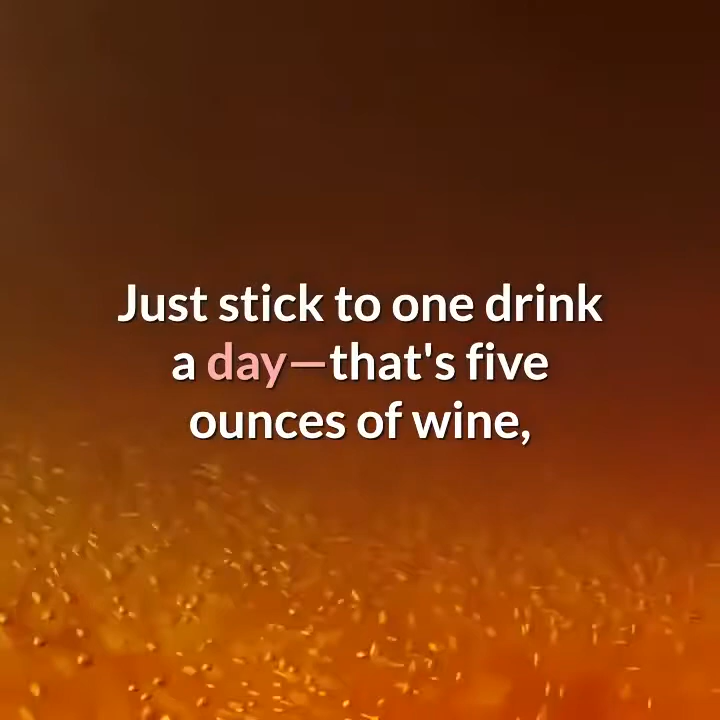 Just stick to one drink
a day—that's five
ounces of wine,